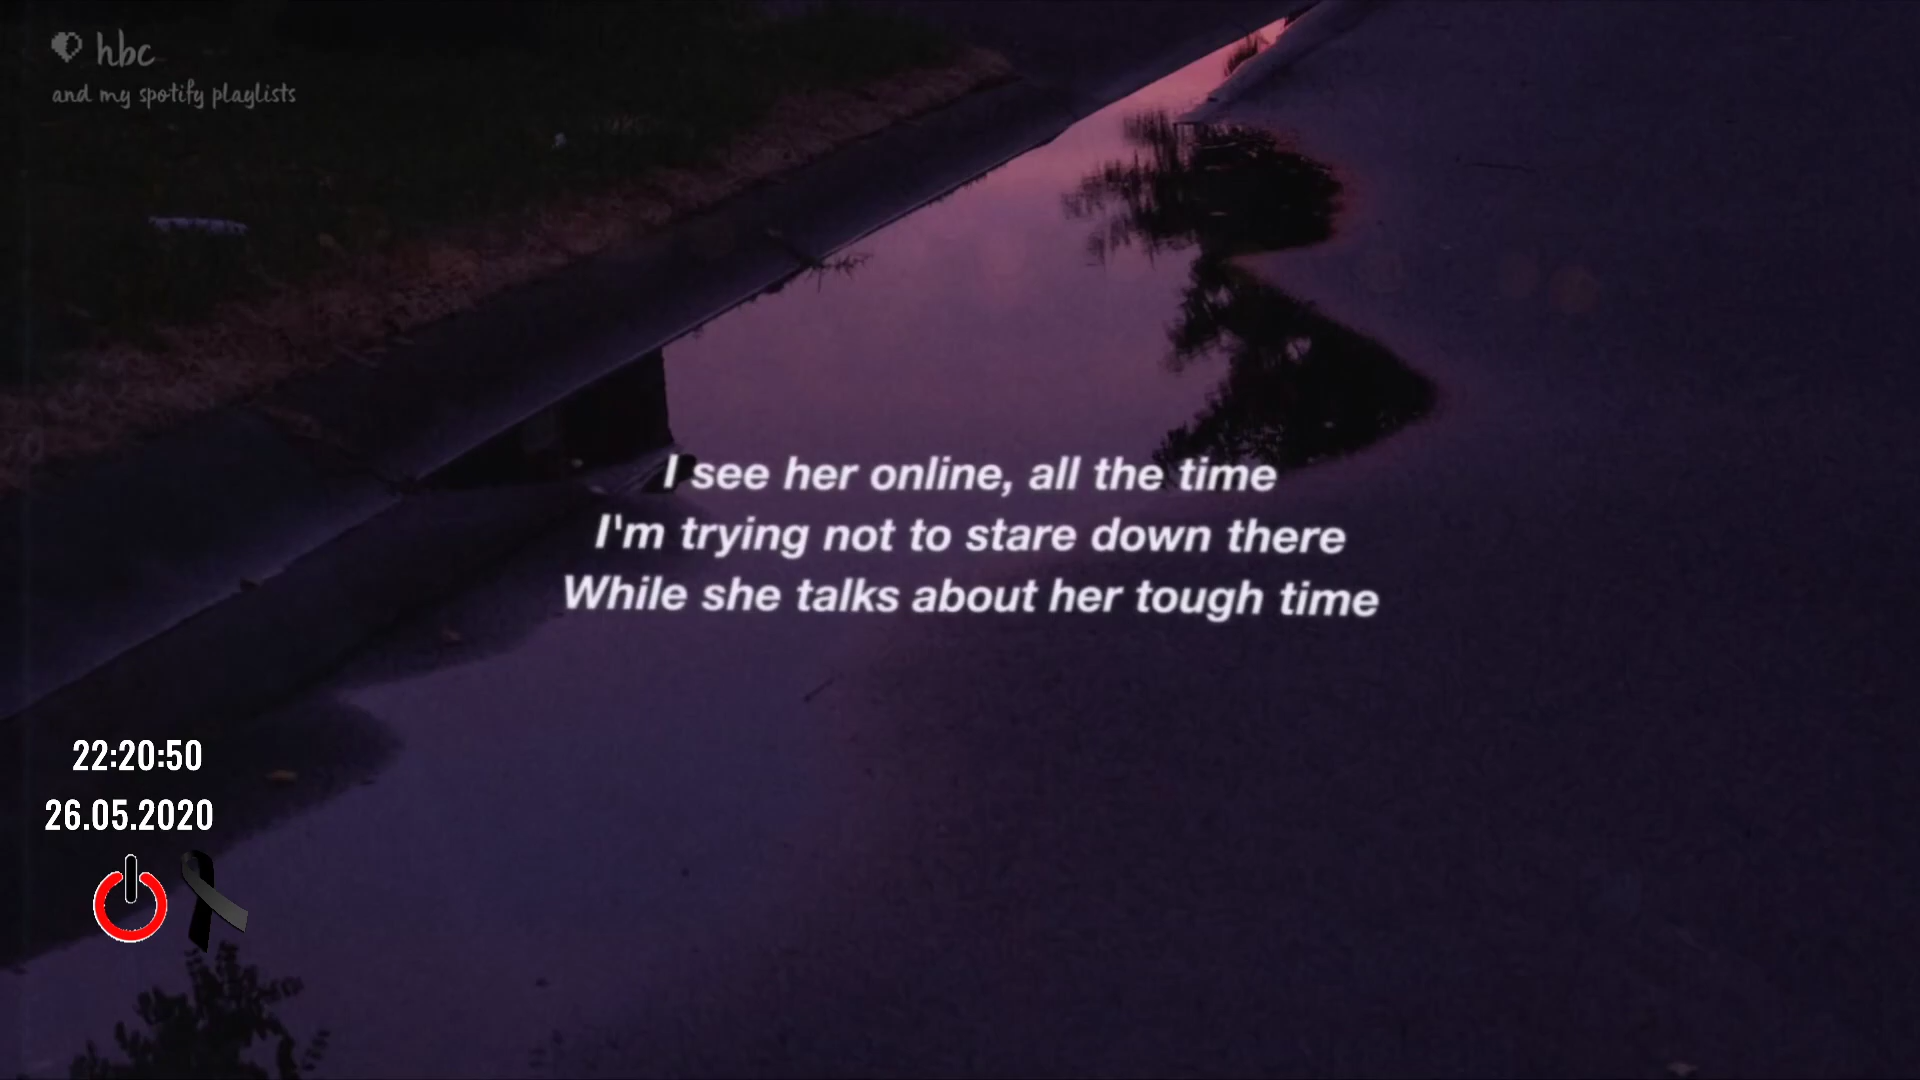 hbc
and my spotify playlists
I see her online, all the time
I'm trying not to stare down there
While she talks about her tough time
22:20:50
26.05.2020